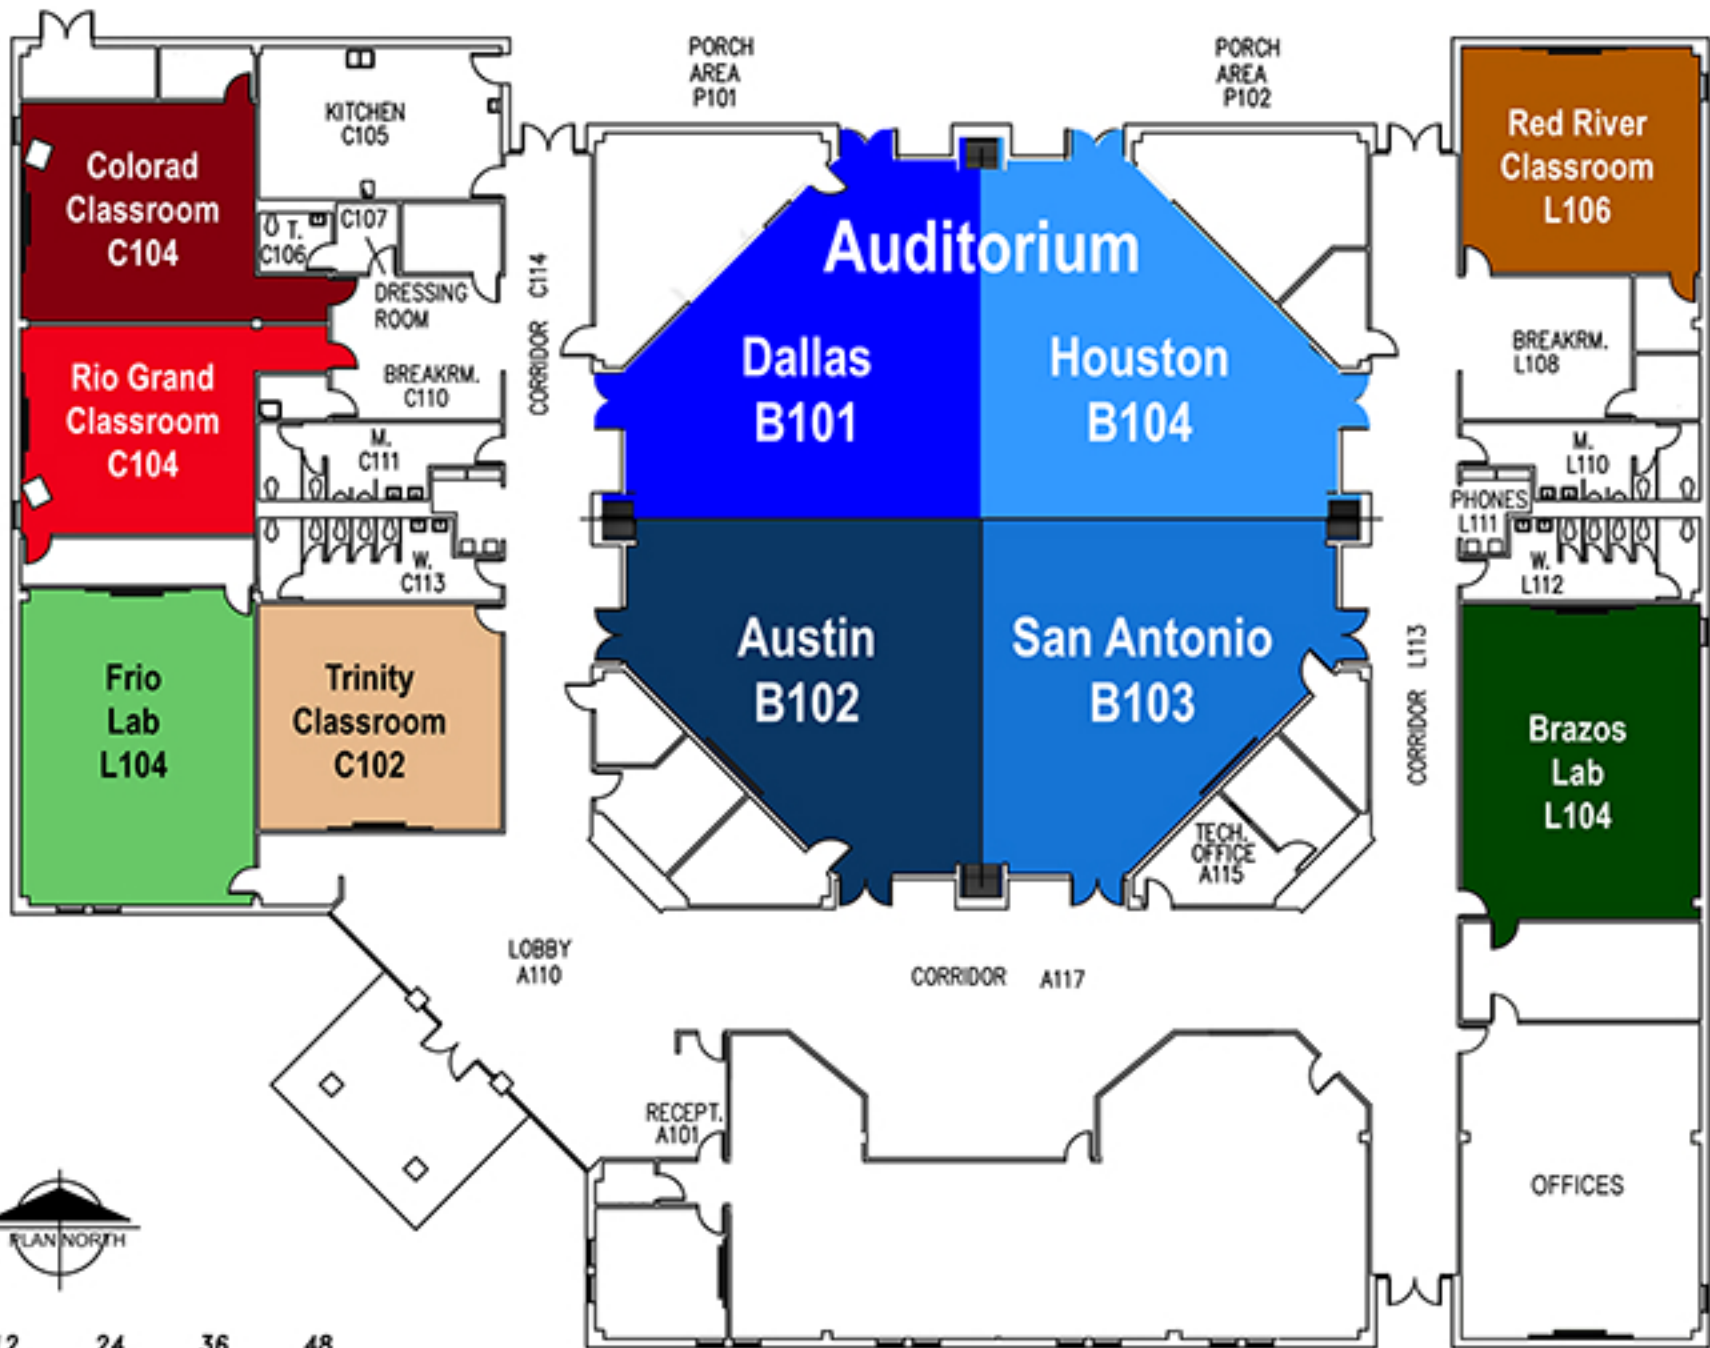 PORCH
AREA
P101
PORCH
AREA
P102
KITCHEN
C105
Colorad
Classroom
C104
Red River
Classroom
L106
T.
C106
C107
DRESSING
ROOM
CORRIDOR C114
Auditorium
Dallas
B101
Houston
B104
Rio Grand
Classroom
C104
BREAKRM.
C110
BREAKRM.
L108
M.
C111
M.
L110
PHONES
L111
W.
C113
W.
L112
Austin
B102
San Antonio
B103
CORRIDOR L113
Frio
Lab
L104
Trinity
Classroom
C102
Brazos
Lab
L104
TECH.
OFFICE
A115
LOBBY
A110
CORRIDOR A117
RECEPT.
A101
OFFICES
PLAN NORTH
12 24 36 48